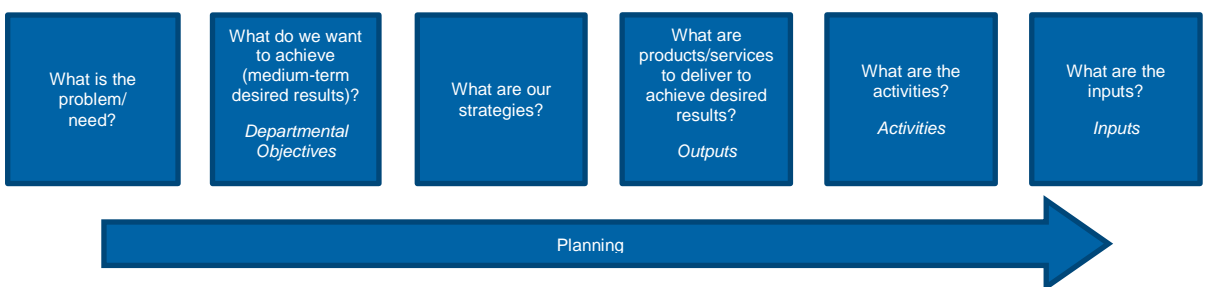 What is the
problem/
need?
What do we want
to achieve
(medium-term
desired results)?
Departmental
Objectives
What are our
strategies?
What are
products/services
to deliver to
achieve desired
results?
Outputs
What are the
activities?
Activities
What are the
inputs?
Inputs
Planning